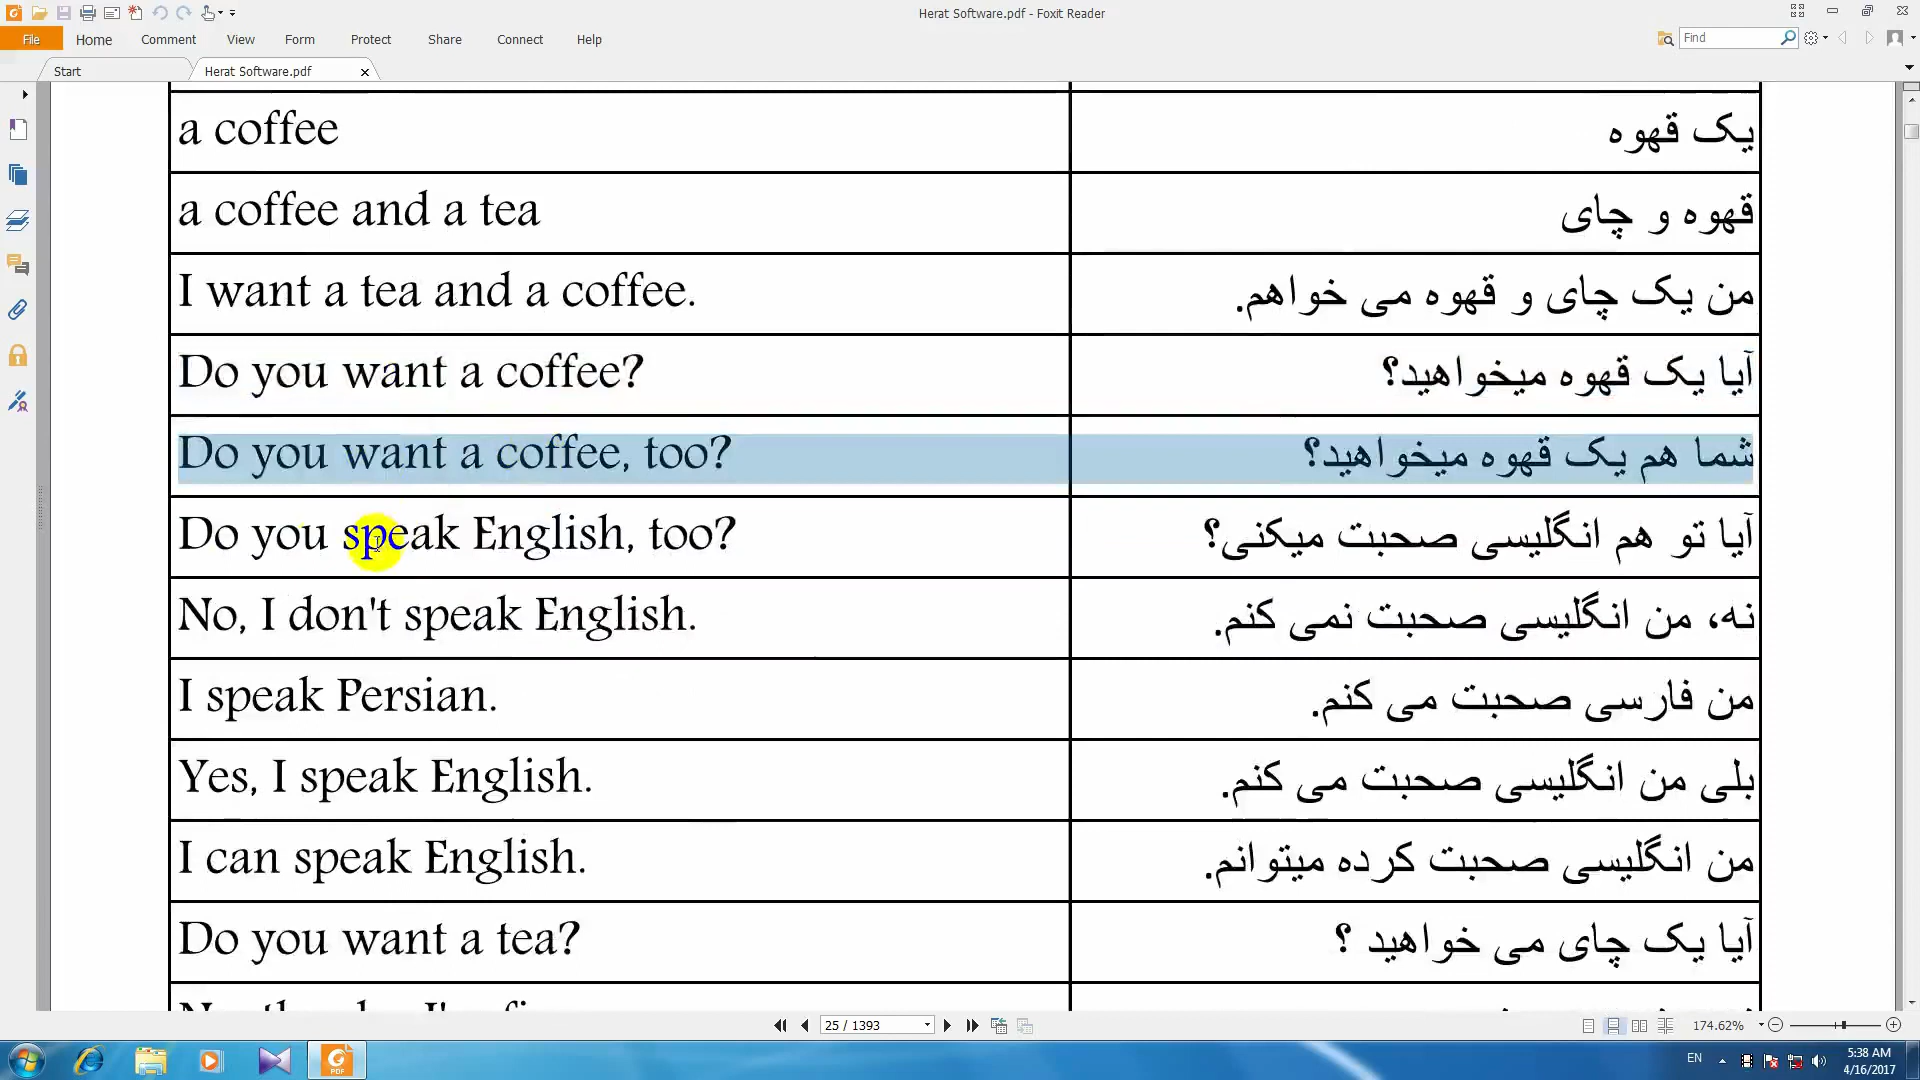 Herat Software.pdf - Foxit Reader
File Home Comment View Form Protect Share Connect Help
Find
Start
Herat Software.pdf
a coffee یک قهوه
a coffee and a tea قهوه و چای
I want a tea and a coffee. من یک چای و قهوه می خواهم.
Do you want a coffee? آیا یک قهوه میخواهید؟
Do you want a coffee, too? شما هم یک قهوه میخواهید؟
Do you speak English, too? آیا تو هم انگلیسی صحبت میکنی؟
No, I don't speak English. نه، من انگلیسی صحبت نمی کنم.
I speak Persian. من فارسی صحبت می کنم.
Yes, I speak English. بلی من انگلیسی صحبت می کنم.
I can speak English. من انگلیسی صحبت کرده میتوانم.
Do you want a tea? آیا یک چای می خواهید ؟
25 / 1393
174.62%
EN
5:38 AM
4/16/2017